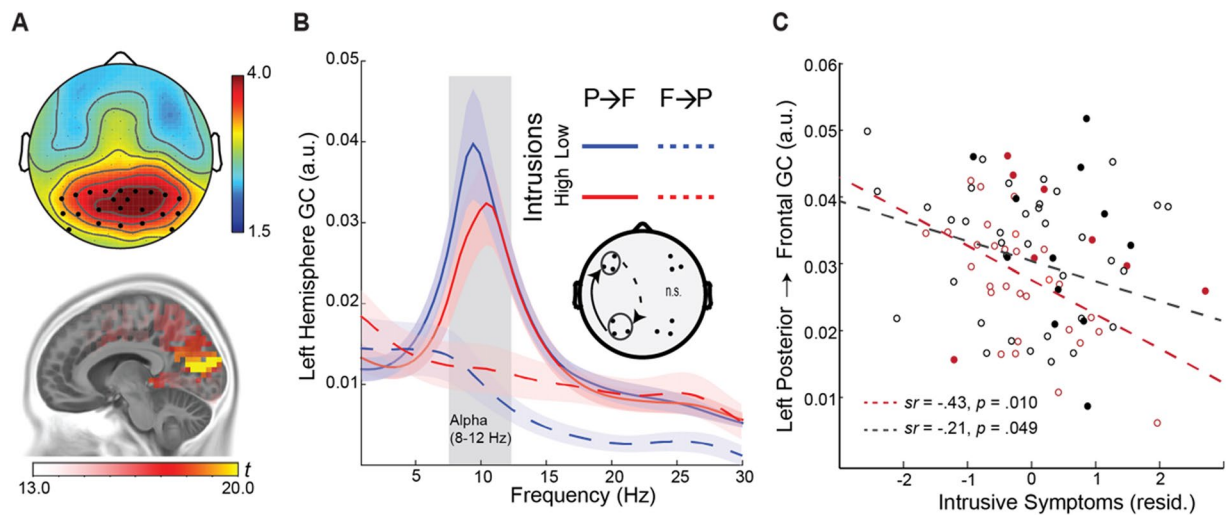 A
4.0
1.5
13.0
20.0
t
B
Left Hemisphere GC (a.u.)
0.05
0.04
0.03
0.02
0.01
P→F F→P
Intrusions
Low
High
n.s.
Alpha
(8-12 Hz)
5 10 15 20 25 30
Frequency (Hz)
C
Left Posterior → Frontal GC (a.u.)
0.06
0.05
0.04
0.03
0.02
0.01
sr = -.43, p = .010
sr = -.21, p = .049
-2 -1 0 1 2
Intrusive Symptoms (resid.)